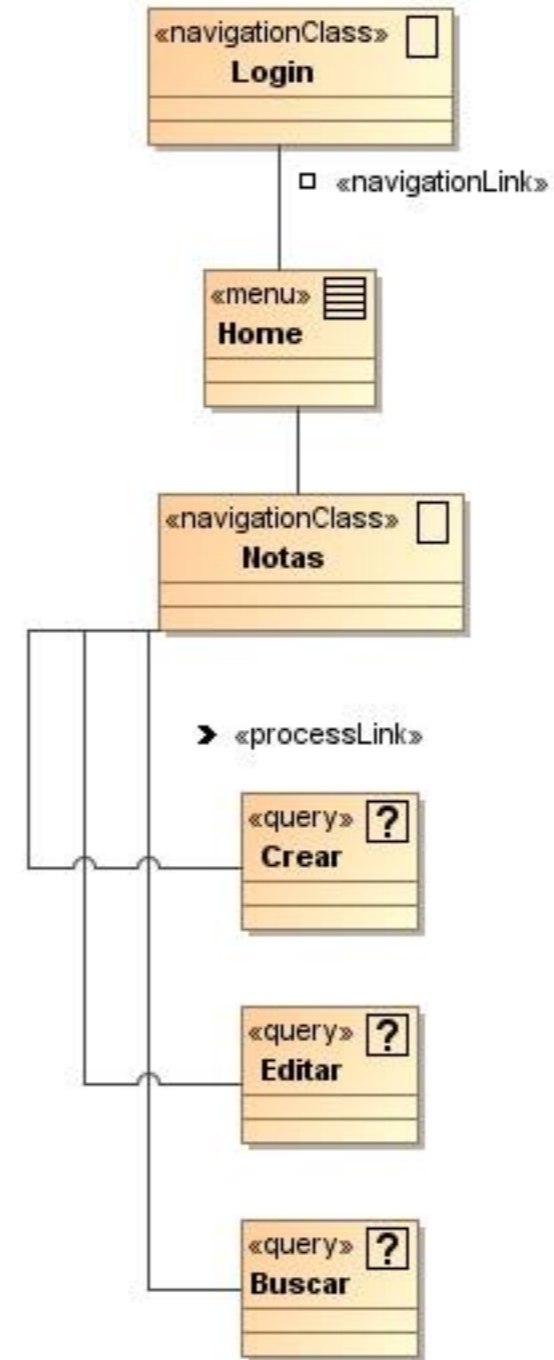 «navigationClass»
Login
«navigationLink»
«menu»
Home
«navigationClass»
Notas
«processLink»
«query»
?
Crear
«query»
?
Editar
«query»
?
Buscar